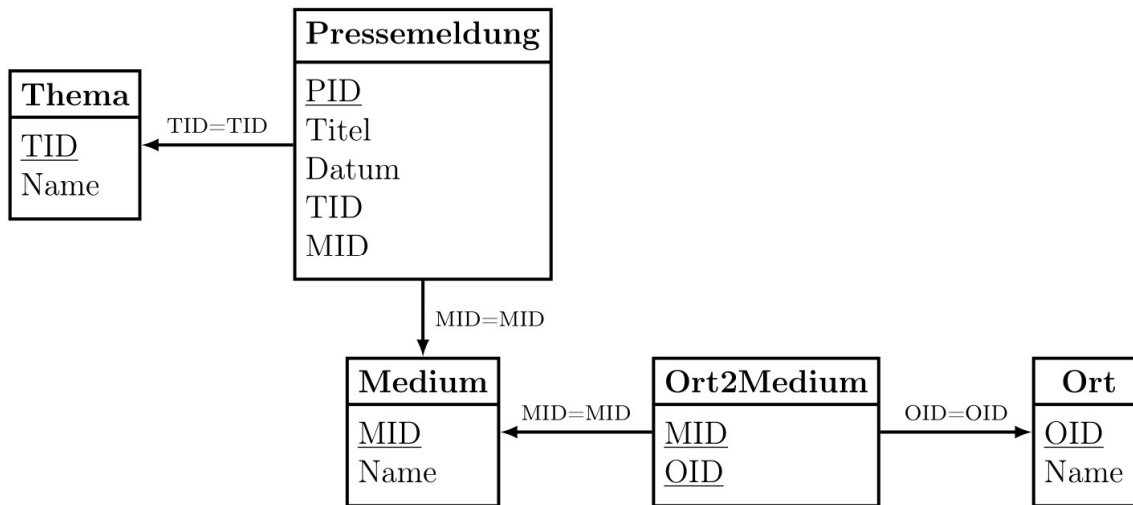 Pressemeldung
PID
Titel
Datum
TID
MID
Thema
TID
Name
TID=TID
MID=MID
Medium
MID
Name
MID=MID
Ort2Medium
MID
OID
OID=OID
Ort
OID
Name